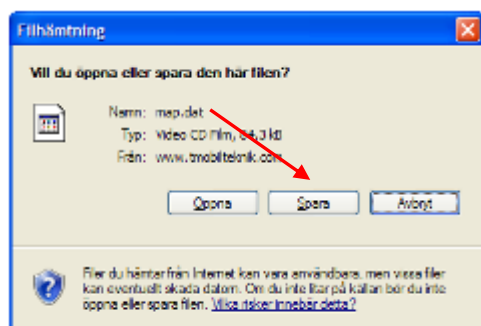 Filhämtning
Vill du öppna eller spara den här filen?
Namn: map.dat
Typ: Video CD Film, 64,3 kB
Från: www.tmobilteknik.com
Öppna Spara Avbryt
Filer du hämtar från Internet kan vara användbara, men vissa filer
kan eventuellt skada datorn. Om du inte litar på källan bör du inte
öppna eller spara filen. Vilka risker innebär detta?